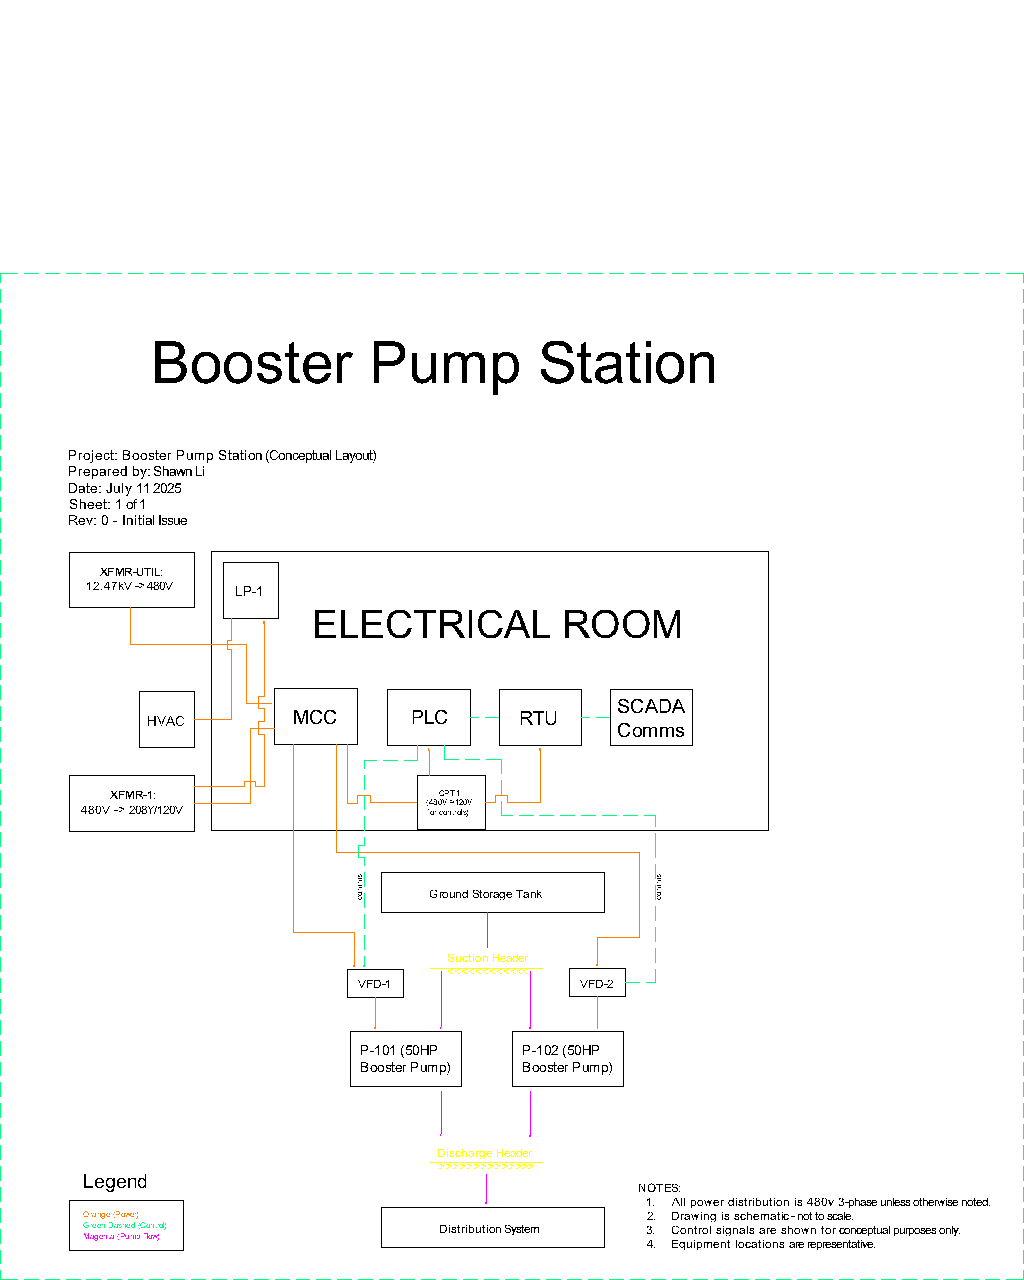 Booster Pump Station
Project: Booster Pump Station (Conceptual Layout)
Prepared by: Shawn Li
Date: July 11 2025
Sheet: 1 of 1
Rev: 0 - Initial Issue
XFMR-UTIL:
12.47kV -> 480V
LP-1
ELECTRICAL ROOM
HVAC
MCC
PLC
RTU
SCADA
Comms
XFMR-1:
480V -> 208Y/120V
CPT1
(480V > 120V
for controls)
comms
comms
Ground Storage Tank
Suction Header
VFD-1
VFD-2
P-101 (50HP
Booster Pump)
P-102 (50HP
Booster Pump)
Discharge Header
Distribution System
Legend
Orange (Power)
Green Dashed (Control)
Magenta (Pump flow)
NOTES:
1. All power distribution is 480v 3-phase unless otherwise noted.
2. Drawing is schematic - not to scale.
3. Control signals are shown for conceptual purposes only.
4. Equipment locations are representative.